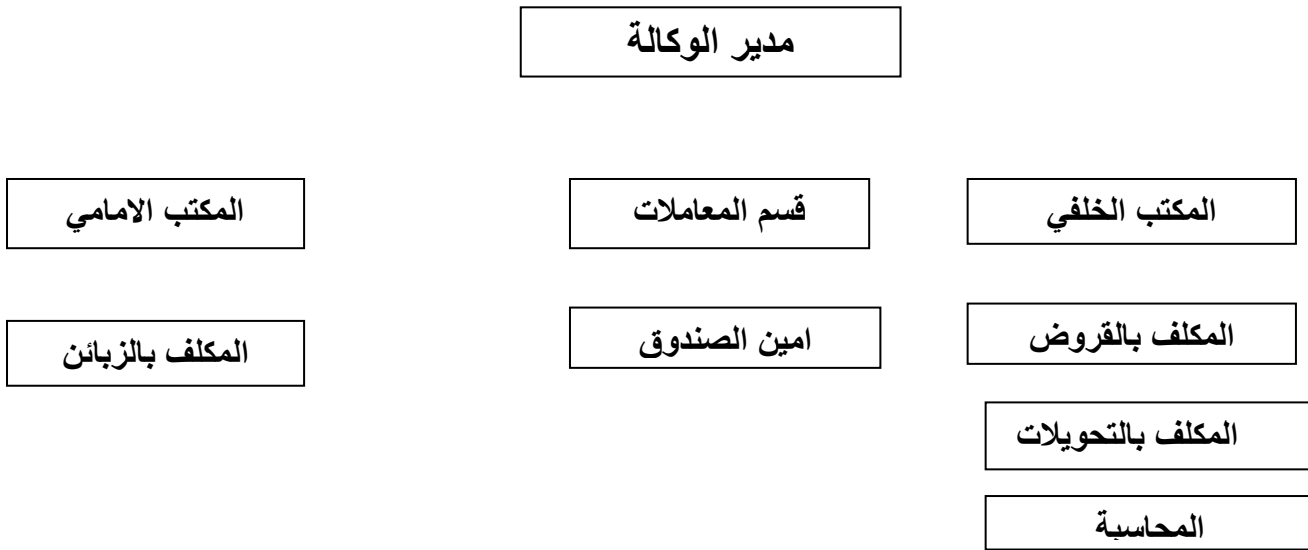 مدير الوكالة
المكتب الخلفي
قسم المعاملات
المكتب الامامي
المكلف بالقروض
امين الصندوق
المكلف بالزبائن
المكلف بالتحويلات
المحاسبة